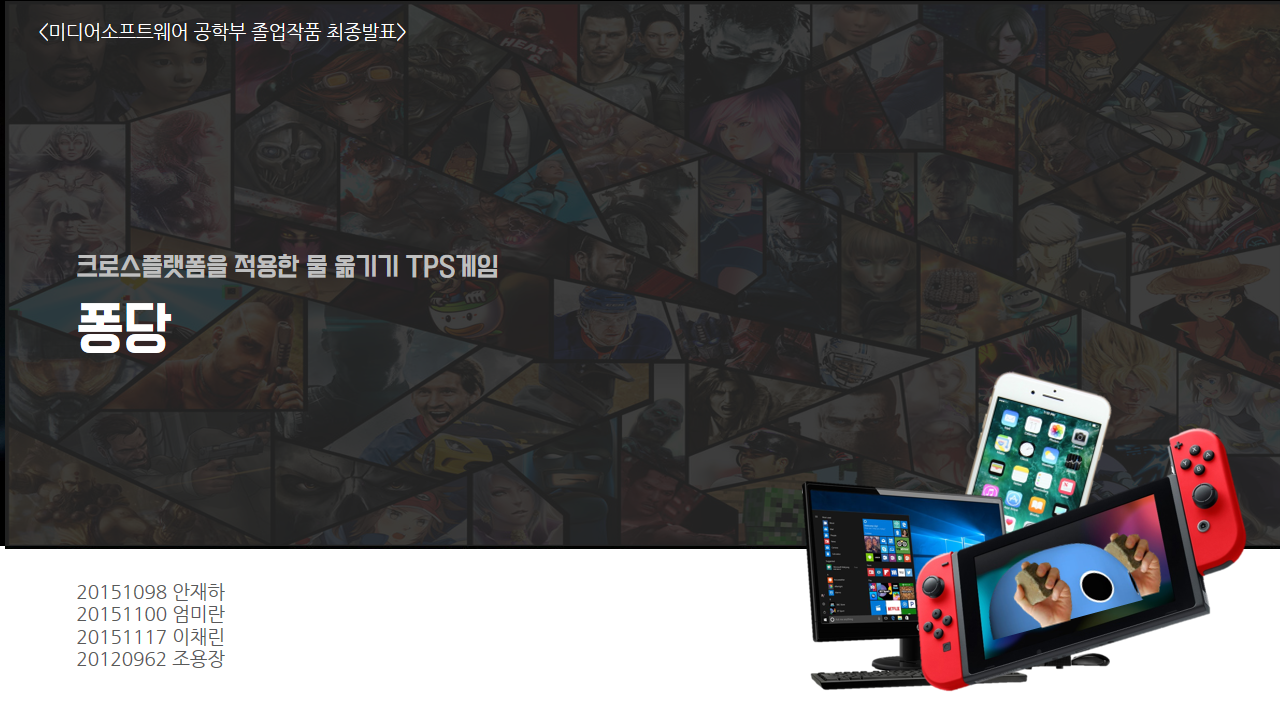 <미디어소프트웨어 공학부 졸업작품 최종발표>
크로스플랫폼을 적용한 물 옮기기 TPS게임
퐁당
20151098 안재하
20151100 엄미란
20151117 이채린
20120962 조용장